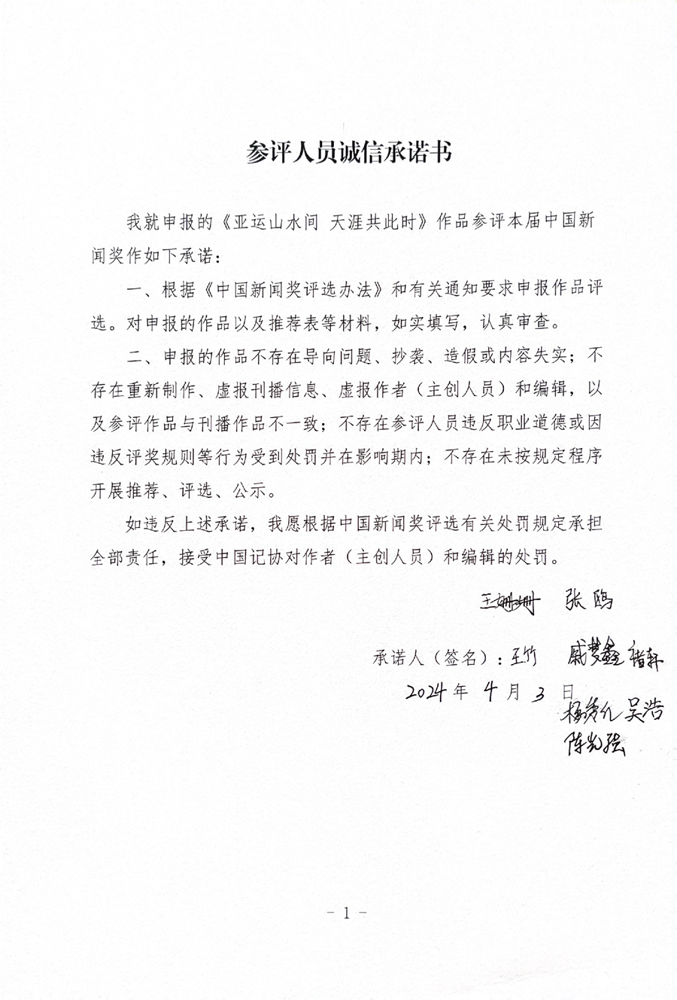 参评人员诚信承诺书
我就申报的《亚运山水间 天涯共此时》作品参评本届中国新
闻奖作如下承诺：
一、根据《中国新闻奖评选办法》和有关通知要求申报作品评
选。对申报的作品以及推荐表等材料，如实填写，认真审查。
二、申报的作品不存在导向问题、抄袭、造假或内容失实；不
存在重新制作、虚报刊播信息、虚报作者（主创人员）和编辑，以
及参评作品与刊播作品不一致；不存在参评人员违反职业道德或因
违反评奖规则等行为受到处罚并在影响期内；不存在未按规定程序
开展推荐、评选、公示。
如违反上述承诺，我愿根据中国新闻奖评选有关处罚规定承担
全部责任，接受中国记协对作者（主创人员）和编辑的处罚。
王姗姗 张鸥
承诺人（签名）：王竹 戚梦鑫 褚轩
2024年4月3日
吴浩
- 1 -